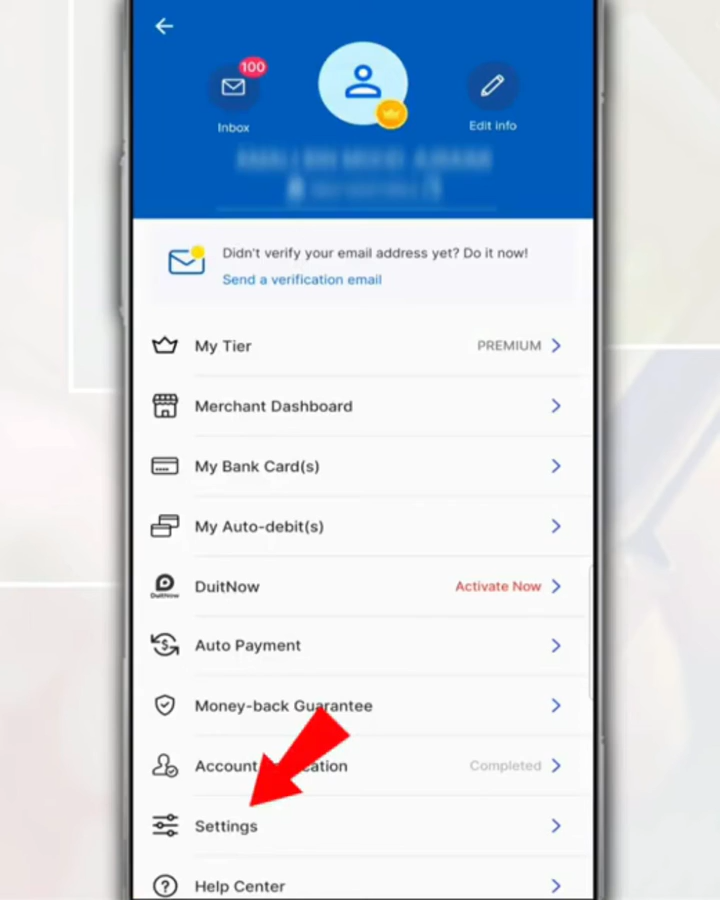 100
Inbox
Edit info
Didn't verify your email address yet? Do it now!
Send a verification email
My Tier PREMIUM
Merchant Dashboard
My Bank Card(s)
My Auto-debit(s)
DuitNow DuitNow Activate Now
Auto Payment
Money-back Guarantee
Account Completed
Settings
Help Center